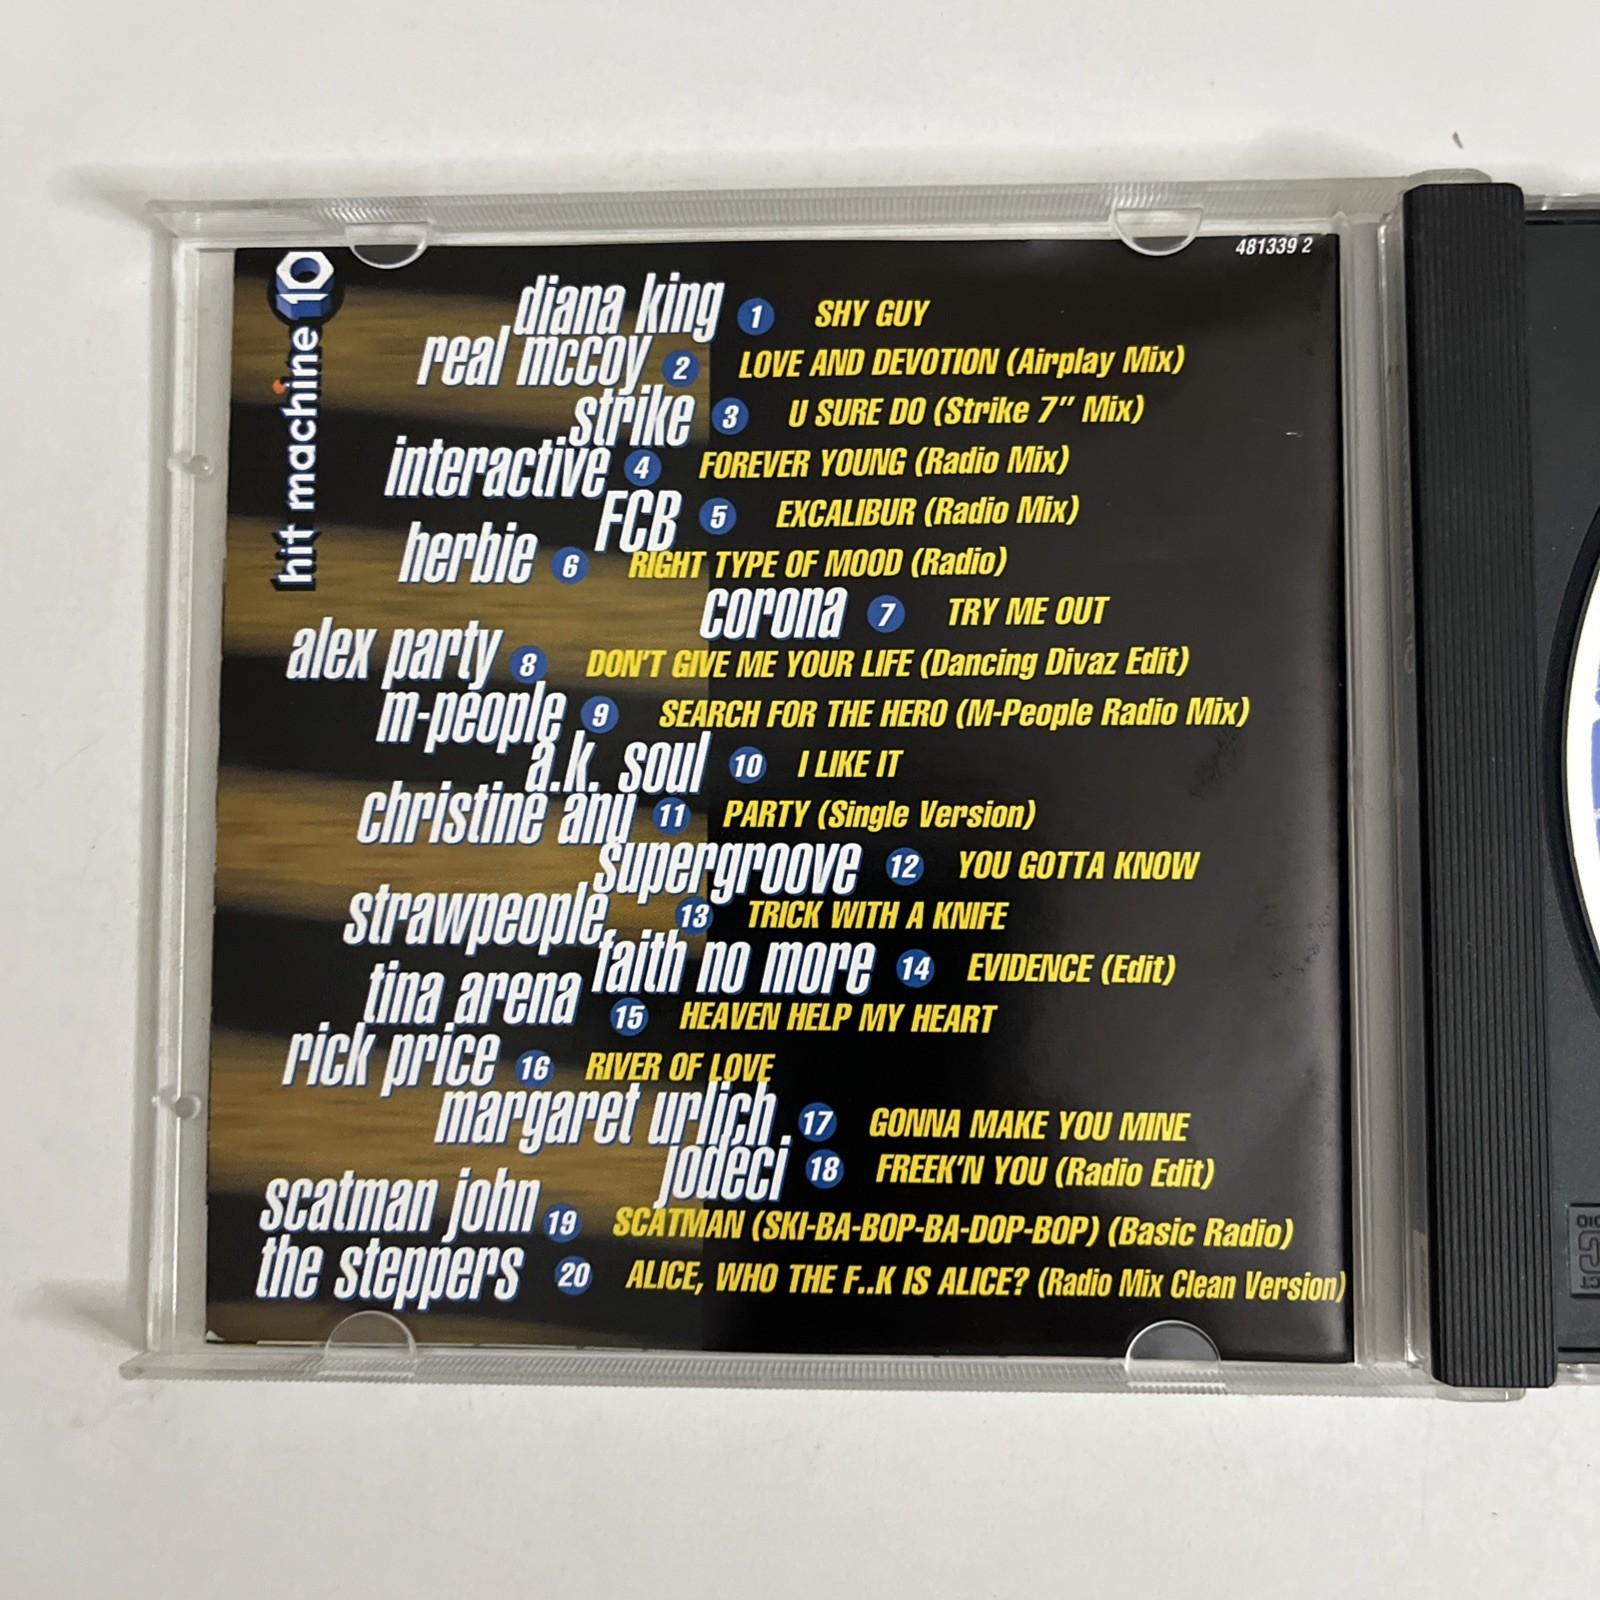 481339 2
hit machine 10
diana king 1 SHY GUY
real mccoy 2 LOVE AND DEVOTION (Airplay Mix)
strike 3 U SURE DO (Strike 7" Mix)
interactive 4 FOREVER YOUNG (Radio Mix)
FCB 5 EXCALIBUR (Radio Mix)
herbie 6 RIGHT TYPE OF MOOD (Radio)
corona 7 TRY ME OUT
alex party 8 DON'T GIVE ME YOUR LIFE (Dancing Divaz Edit)
m-people 9 SEARCH FOR THE HERO (M-People Radio Mix)
a.k. soul 10 I LIKE IT
christine anu 11 PARTY (Single Version)
supergroove 12 YOU GOTTA KNOW
strawpeople 13 TRICK WITH A KNIFE
faith no more 14 EVIDENCE (Edit)
tina arena 15 HEAVEN HELP MY HEART
rick price 16 RIVER OF LOVE
margaret urlich 17 GONNA MAKE YOU MINE
jodeci 18 FREEK'N YOU (Radio Edit)
scatman john 19 SCATMAN (SKI-BA-BOP-BA-DOP-BOP) (Basic Radio)
the steppers 20 ALICE, WHO THE F..K IS ALICE? (Radio Mix Clean Version)